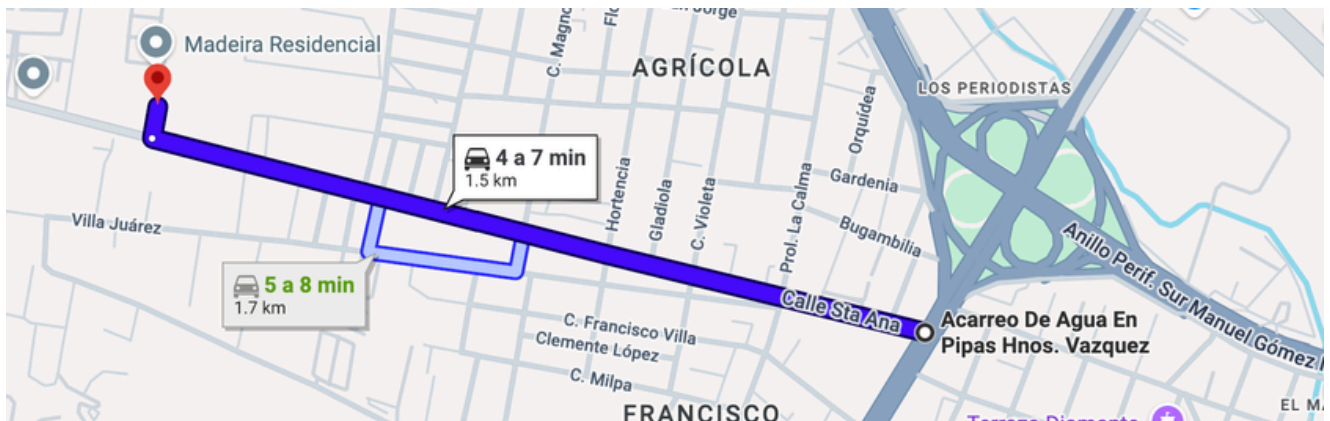 Madeira Residencial
AGRÍCOLA
LOS PERIODISTAS
4 a 7 min
1.5 km
Orquídea
Gardenia
Bugambilia
Hortencia
Gladiola
C. Violeta
Prol. La Calma
Villa Juárez
5 a 8 min
1.7 km
Calle Sta Ana
Anillo Perif. Sur Manuel Gómez
Acarreo De Agua En
Pipas Hnos. Vazquez
C. Francisco Villa
Clemente López
C. Milpa
FRANCISCO